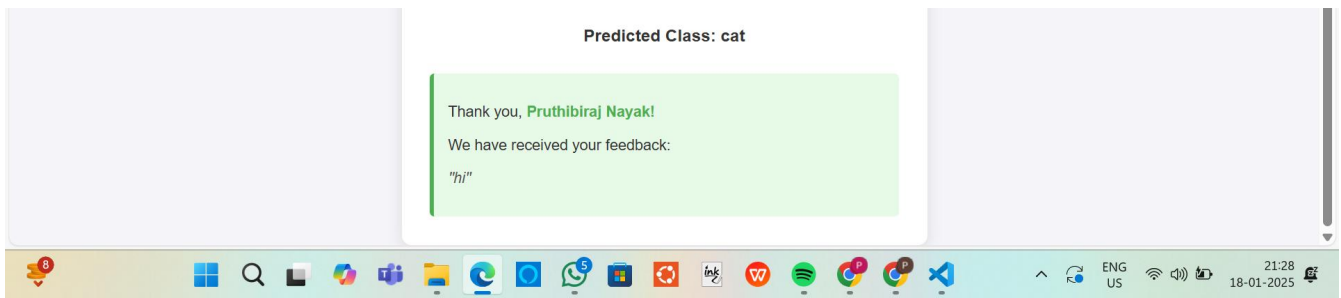 Predicted Class: cat
Thank you, Pruthibiraj Nayak!
We have received your feedback:
"hi"
8
5
ink
W
P
P
ENG
US
21:28
18-01-2025